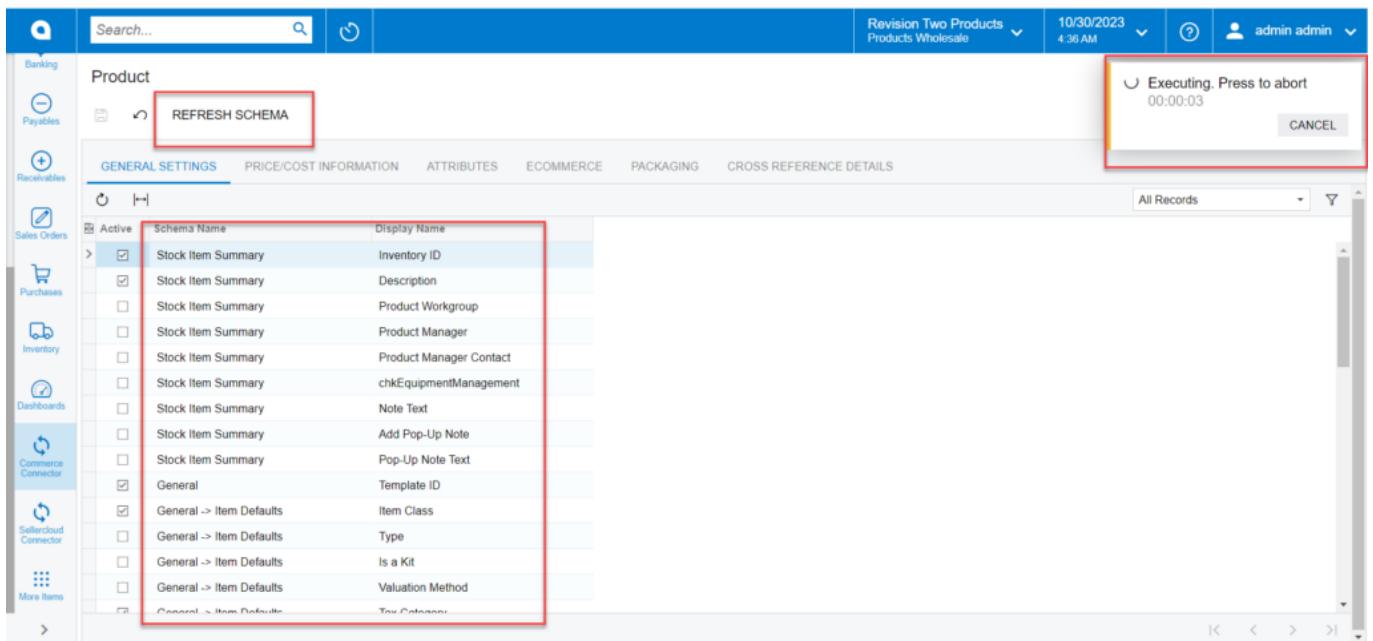 Search...
Revision Two Products
Products Wholesale
10/30/2023
4:36 AM
admin admin
Banking
Payables
Receivables
Sales Orders
Purchases
Inventory
Dashboards
Commerce
Connector
Sellercloud
Connector
More Items
Product
REFRESH SCHEMA
Executing. Press to abort
00:00:03
CANCEL
GENERAL SETTINGS PRICE/COST INFORMATION ATTRIBUTES ECOMMERCE PACKAGING CROSS REFERENCE DETAILS
All Records
Active Schema Name Display Name
Stock Item Summary Inventory ID
Stock Item Summary Description
Stock Item Summary Product Workgroup
Stock Item Summary Product Manager
Stock Item Summary Product Manager Contact
Stock Item Summary chkEquipmentManagement
Stock Item Summary Note Text
Stock Item Summary Add Pop-Up Note
Stock Item Summary Pop-Up Note Text
General Template ID
General -> Item Defaults Item Class
General -> Item Defaults Type
General -> Item Defaults Is a Kit
General -> Item Defaults Valuation Method
General -> Item Defaults Tax Category